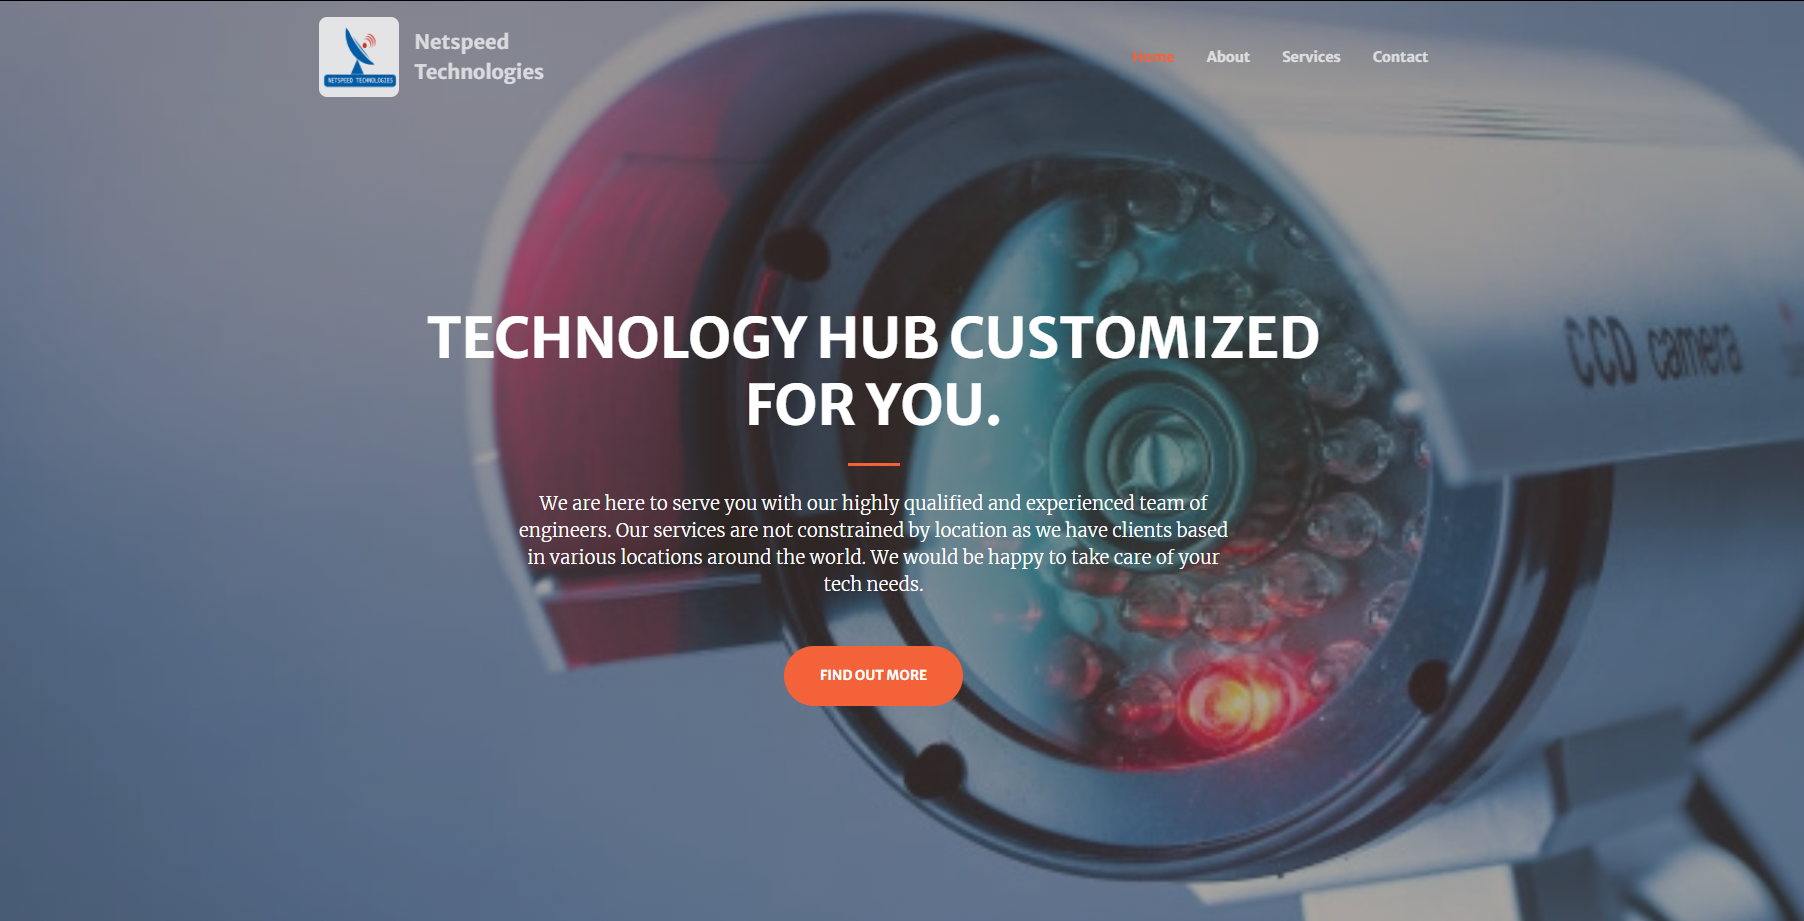 NETSPEED TECHNOLOGIES
Netspeed
Technologies
Home About Services Contact
CCD camera
TECHNOLOGY HUB CUSTOMIZED
FOR YOU.
We are here to serve you with our highly qualified and experienced team of
engineers. Our services are not constrained by location as we have clients based
in various locations around the world. We would be happy to take care of your
tech needs.
FIND OUT MORE